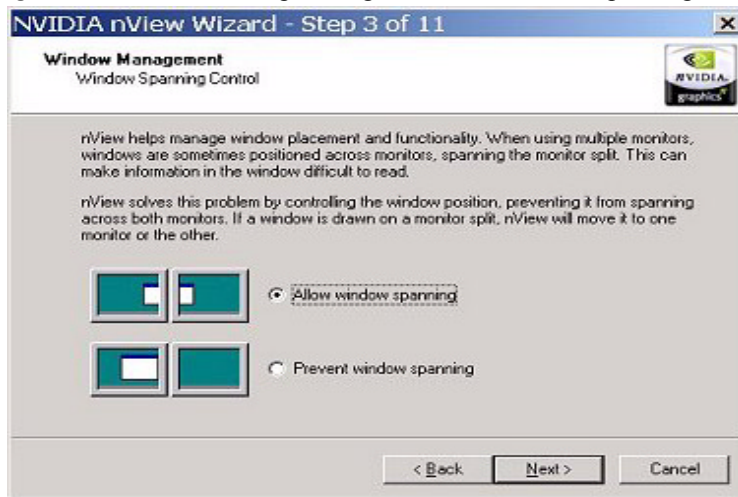 NVIDIA nView Wizard - Step 3 of 11
Window Management
Window Spanning Control
NVIDIA.
graphics
nView helps manage window placement and functionality. When using multiple monitors,
windows are sometimes positioned across monitors, spanning the monitor split. This can
make information in the window difficult to read.
nView solves this problem by controlling the window position, preventing it from spanning
across both monitors. If a window is drawn on a monitor split, nView will move it to one
monitor or the other.
Allow window spanning
Prevent window spanning
< Back
Next >
Cancel